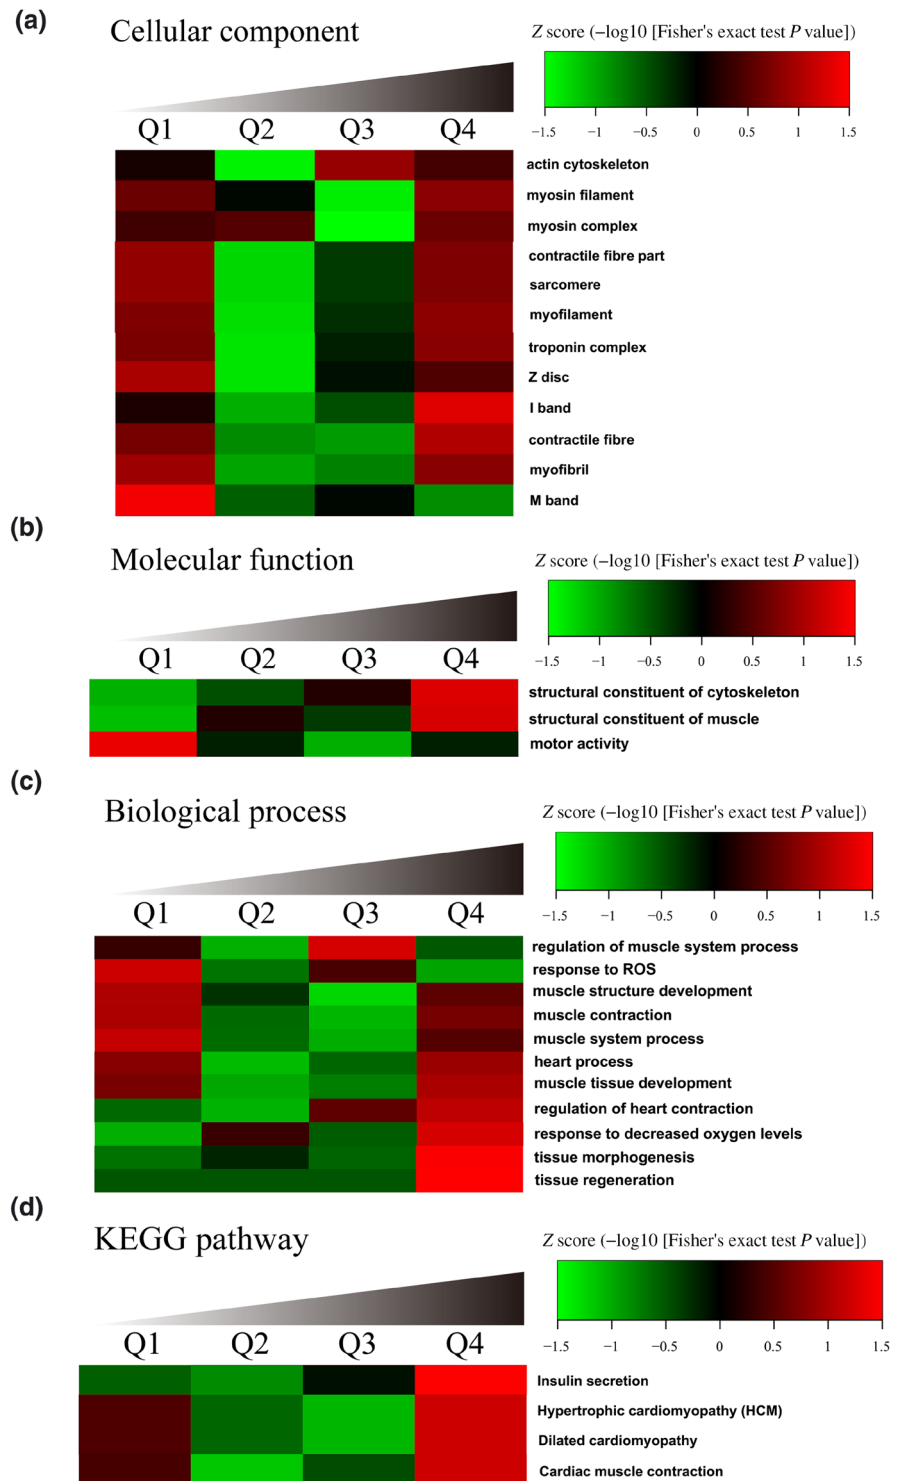 (a)
Cellular component
Z score (−log10 [Fisher's exact test P value])
−1.5 −1 −0.5 0 0.5 1 1.5
Q1 Q2 Q3 Q4
actin cytoskeleton
myosin filament
myosin complex
contractile fibre part
sarcomere
myofilament
troponin complex
Z disc
I band
contractile fibre
myofibril
M band
(b)
Molecular function
Z score (−log10 [Fisher's exact test P value])
−1.5 −1 −0.5 0 0.5 1 1.5
Q1 Q2 Q3 Q4
structural constituent of cytoskeleton
structural constituent of muscle
motor activity
(c)
Biological process
Z score (−log10 [Fisher's exact test P value])
−1.5 −1 −0.5 0 0.5 1 1.5
Q1 Q2 Q3 Q4
regulation of muscle system process
response to ROS
muscle structure development
muscle contraction
muscle system process
heart process
muscle tissue development
regulation of heart contraction
response to decreased oxygen levels
tissue morphogenesis
tissue regeneration
(d)
KEGG pathway
Z score (−log10 [Fisher's exact test P value])
−1.5 −1 −0.5 0 0.5 1 1.5
Q1 Q2 Q3 Q4
Insulin secretion
Hypertrophic cardiomyopathy (HCM)
Dilated cardiomyopathy
Cardiac muscle contraction